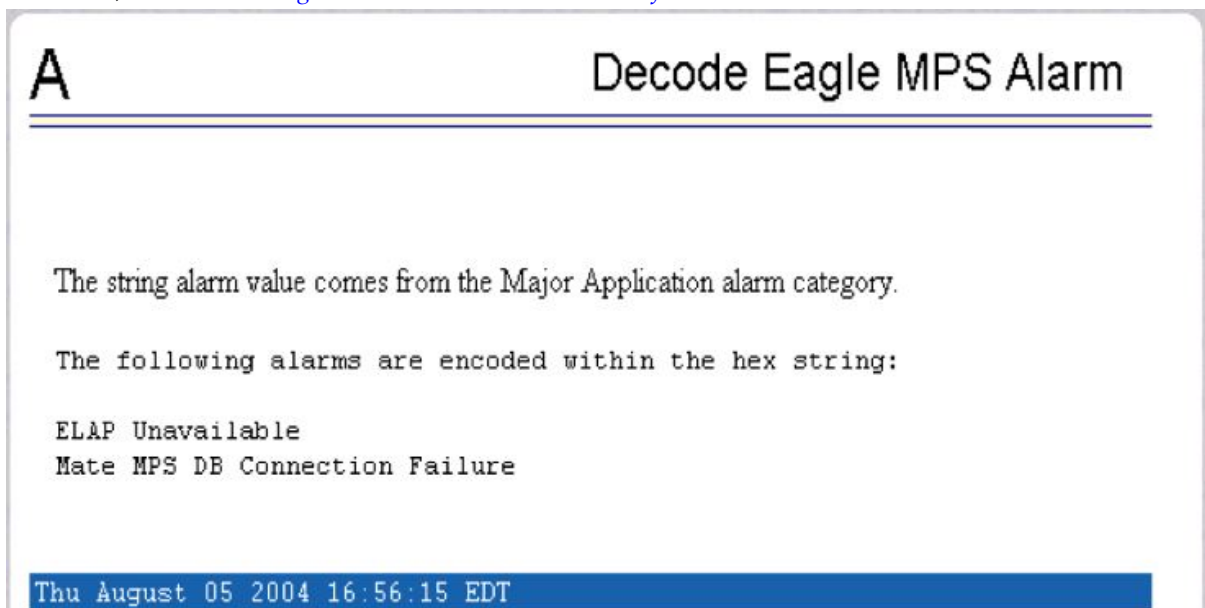 A
Decode Eagle MPS Alarm
The string alarm value comes from the Major Application alarm category.
The following alarms are encoded within the hex string:
ELAP Unavailable
Mate MPS DB Connection Failure
Thu August 05 2004 16:56:15 EDT